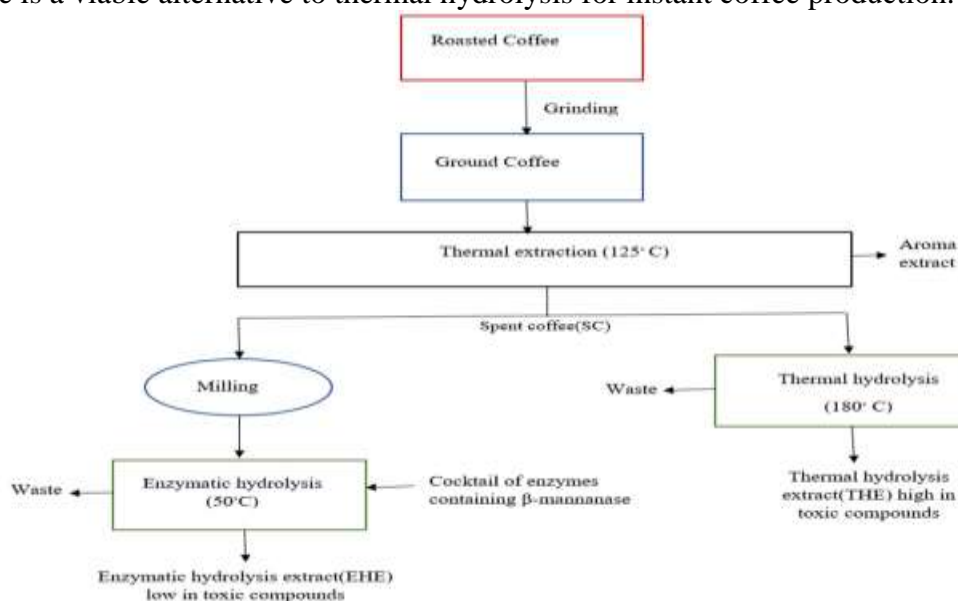 e is a viable alternative to thermal hydrolysis for instant coffee production.
Roasted Coffee
Grinding
Ground Coffee
Thermal extraction (125° C)
Aroma
extract
Spent coffee(SC)
Milling
Waste
Thermal hydrolysis
(180° C)
Waste
Enzymatic hydrolysis
(50°C)
Cocktail of enzymes
containing β-mannanase
Thermal hydrolysis
extract(THE) high in
toxic compounds
Enzymatic hydrolysis extract(EHE)
low in toxic compounds